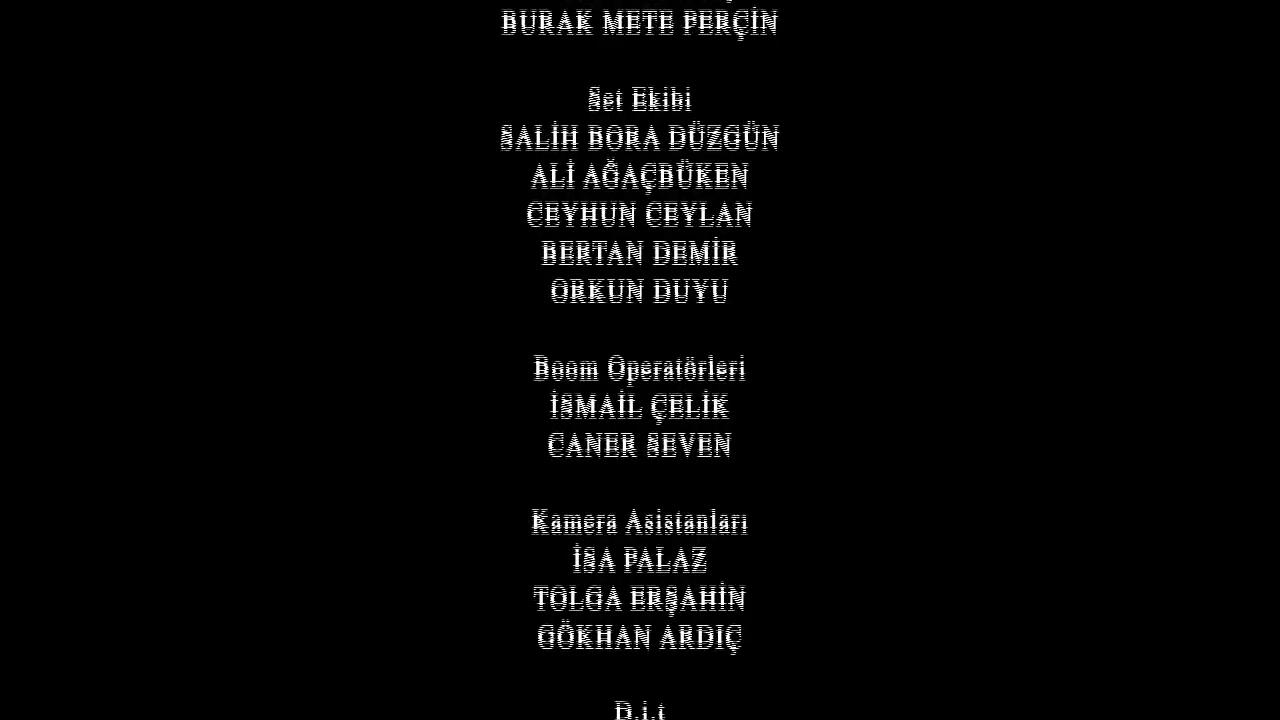 BURAK METE PERÇİN
Set Ekibi
SALİH BORA DÜZGÜN
ALİ AĞAÇBÜKEN
CEYHUN CEYLAN
BERTAN DEMİR
ORKUN DUYU
Boom Operatörleri
İSMAİL ÇELİK
CANER SEVEN
Kamera Asistanları
İSA PALAZ
TOLGA ERŞAHİN
GÖKHAN ARDIÇ
D.i.t